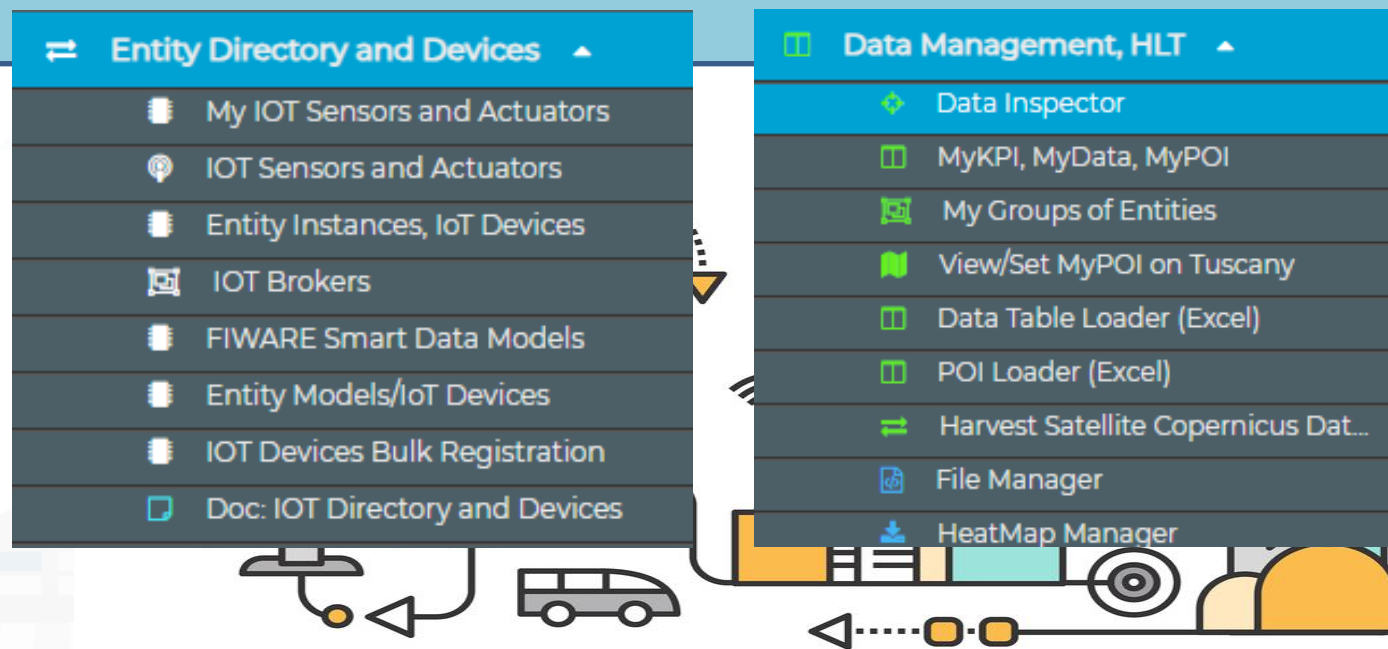 Entity Directory and Devices
My IOT Sensors and Actuators
IOT Sensors and Actuators
Entity Instances, IoT Devices
IOT Brokers
FIWARE Smart Data Models
Entity Models/IoT Devices
IOT Devices Bulk Registration
Doc: IOT Directory and Devices
Data Management, HLT
Data Inspector
MyKPI, MyData, MyPOI
My Groups of Entities
View/Set MyPOI on Tuscany
Data Table Loader (Excel)
POI Loader (Excel)
Harvest Satellite Copernicus Dat...
File Manager
HeatMap Manager